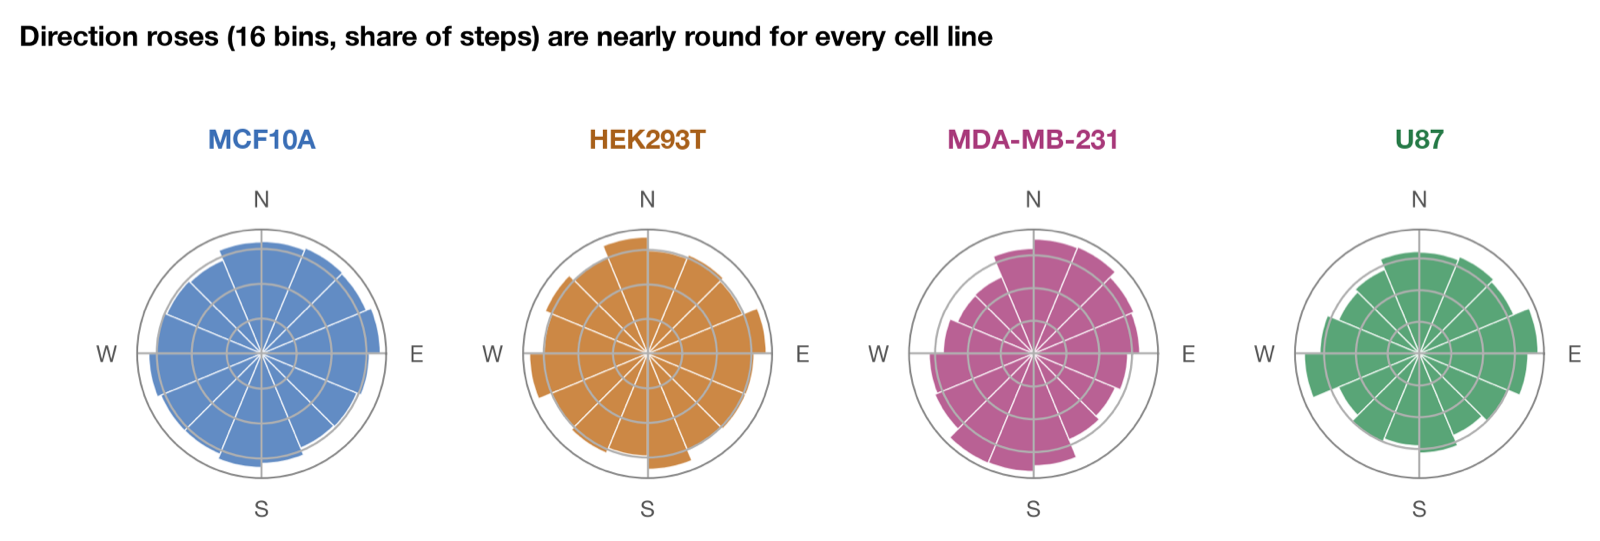 Direction roses (16 bins, share of steps) are nearly round for every cell line
MCF10A HEK293T MDA-MB-231 U87
N N N N
W E W E W E W E
S S S S